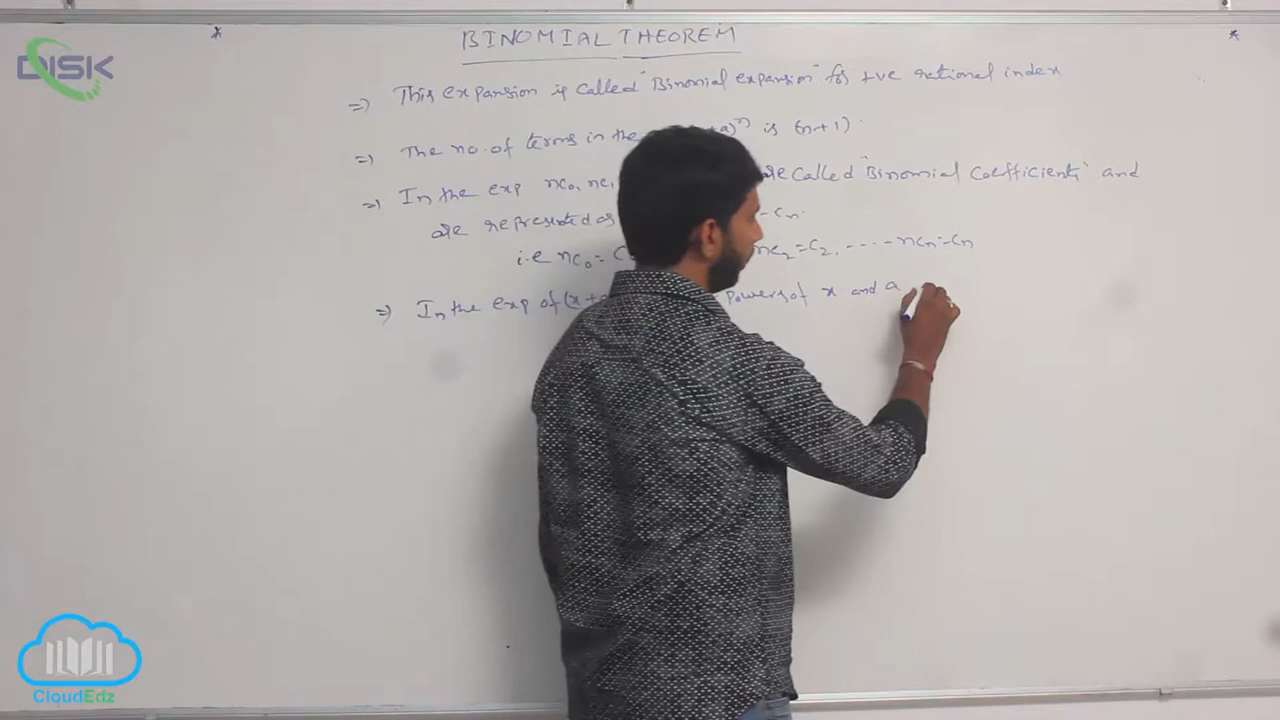 DISK
BINOMIAL THEOREM
⇒ This expansion is called "Binomial expansion" for +ve rational index
⇒ The no. of terms in the a)ⁿ is (n+1).
⇒ In the exp nc₀, nc₁ are called "Binomial Coefficients" and
are represented as - Cn.
i.e nc₀ = C nc₂ = C₂, ---- ncn = Cn
⇒ In the exp of (x+ powers of x and a
CloudEdz